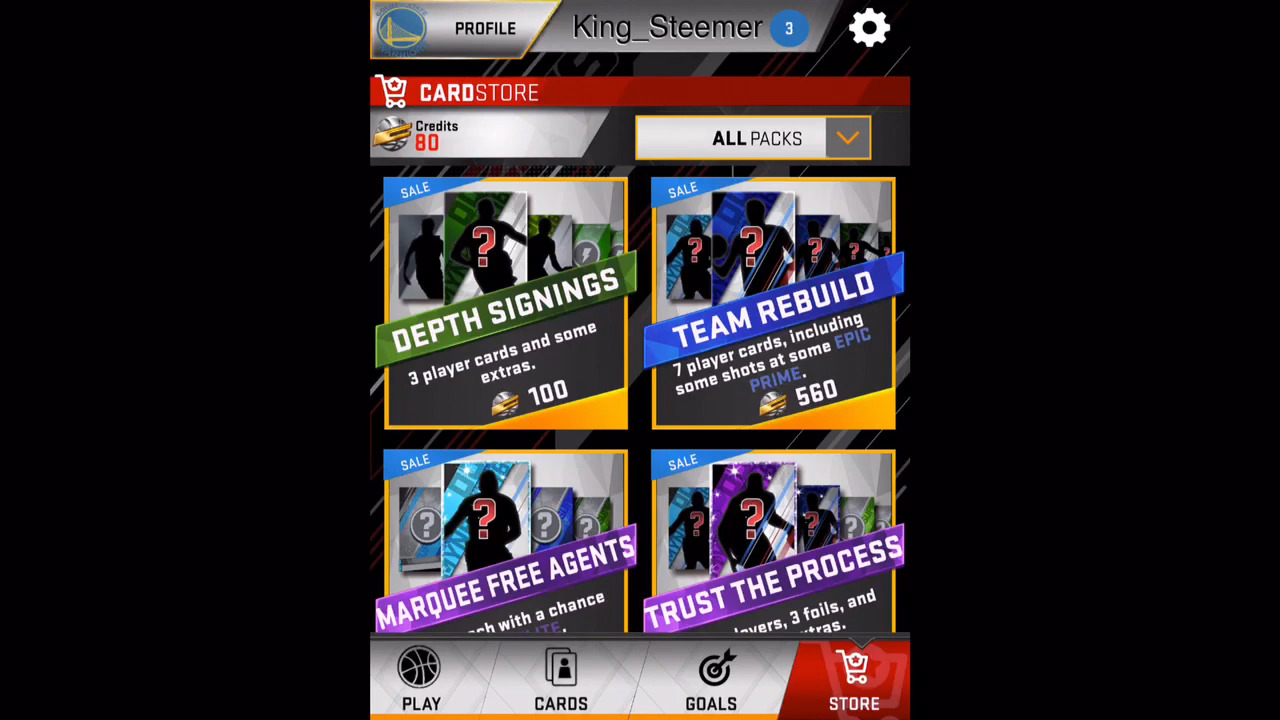 PROFILE
King_Steemer
3
CARDSTORE
Credits
80
ALL PACKS
SALE
?
DEPTH SIGNINGS
3 player cards and some
extras.
100
SALE
? ? ? ? ?
TEAM REBUILD
7 player cards, including
some shots at some EPIC
PRIME.
560
SALE
? ? ? ?
MARQUEE FREE AGENTS
with a chance
SALE
? ? ? ?
TRUST THE PROCESS
3 foils, and
PLAY
CARDS
GOALS
STORE